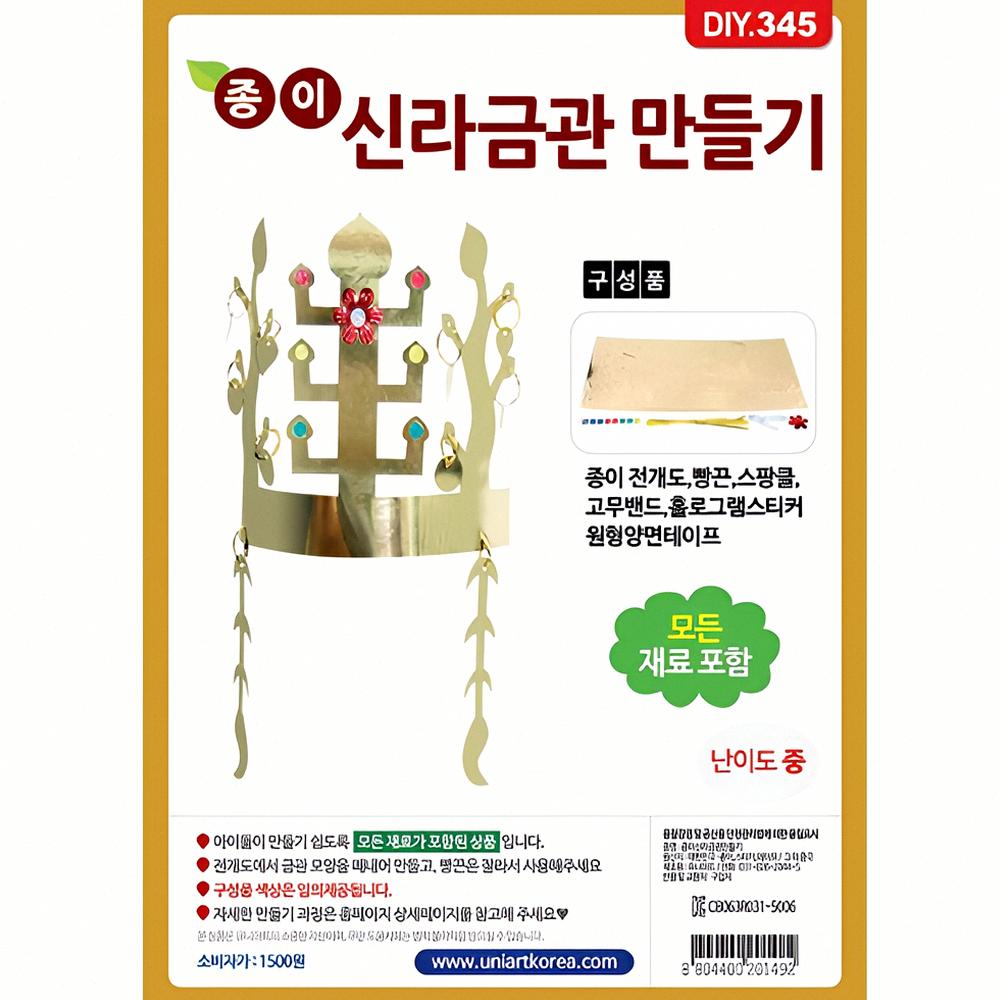 DIY.345
종이
신라금관 만들기
구성품
종이 전개도,빵끈,스팡클,
고무밴드,홀로그램스티커
원형양면테이프
모든
재료 포함
난이도 중
아이들이 만들기 쉽도록 모든 재료가 포함된 상품 입니다.
전개도에서 금관 모양을 떼내어 만들고, 빵끈은 잘라서 사용해주세요
구성품 색상은 임의제공됩니다.
자세한 만들기 과정은 홈페이지 상세페이지를 참고해 주세요♥
소비자가 : 1500원
www.uniartkorea.com
8 804400 201492